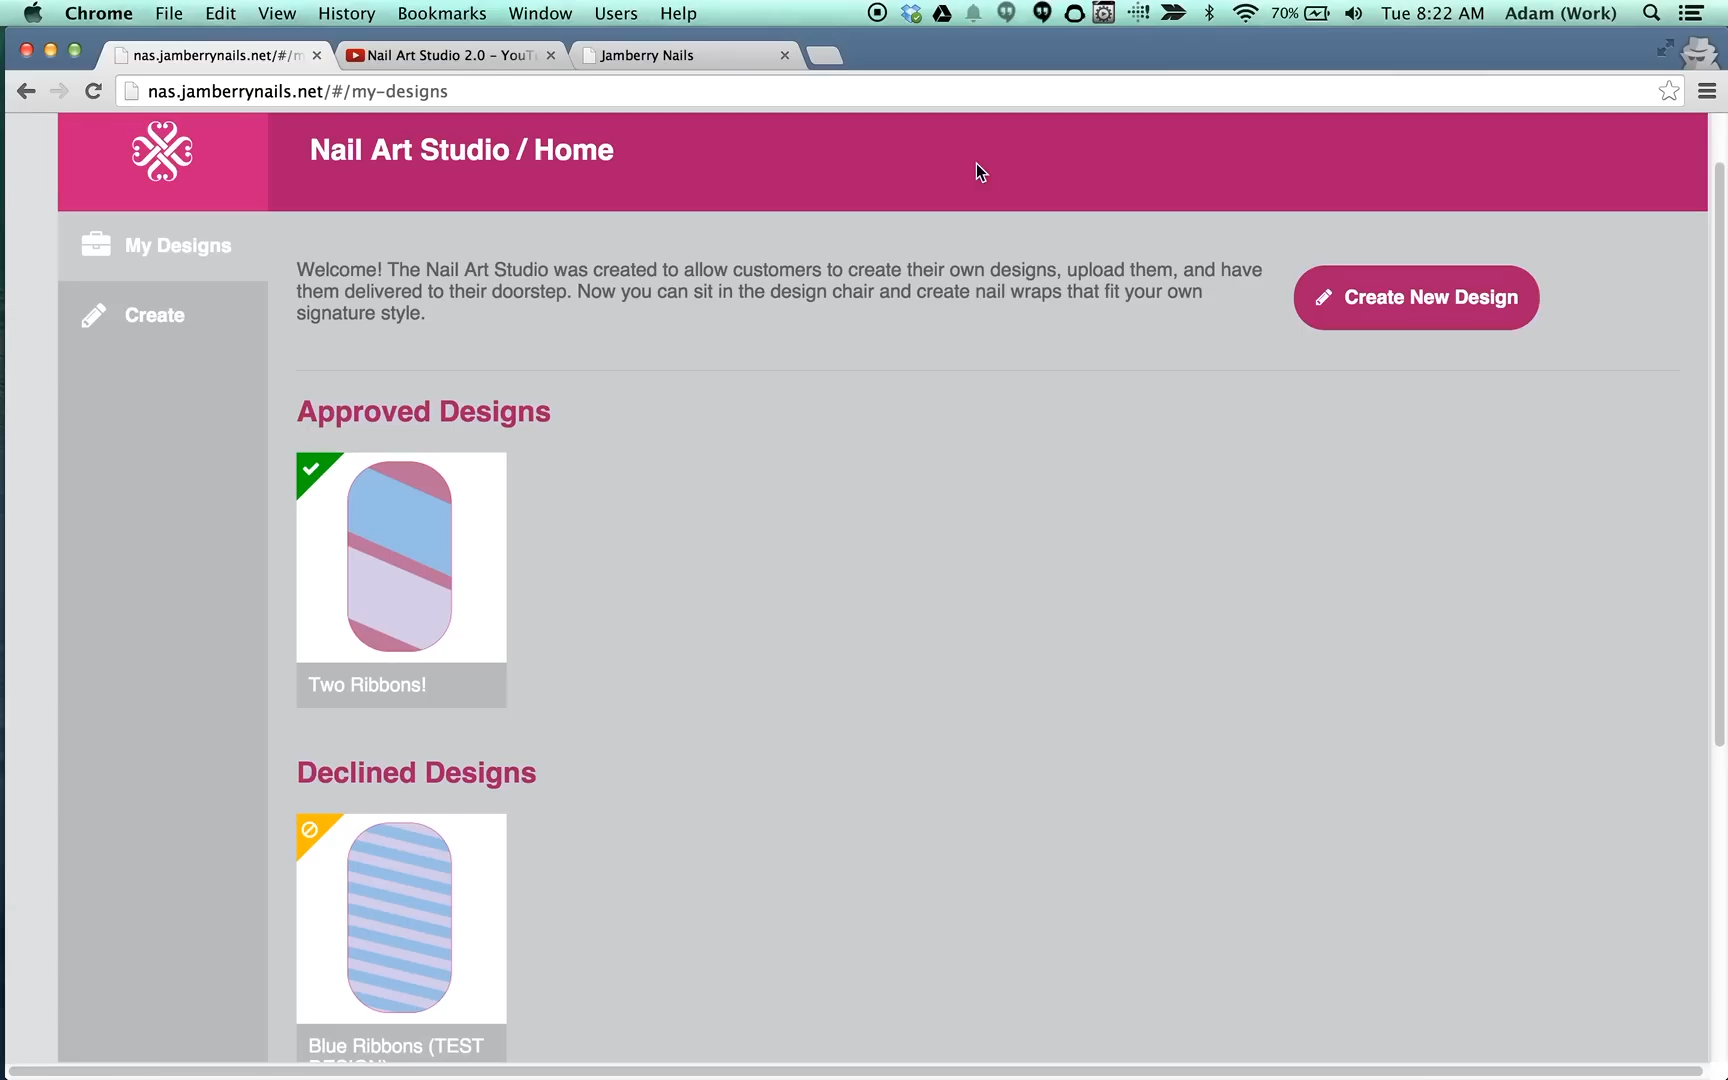 Chrome File Edit View History Bookmarks Window Users Help 70% Tue 8:22 AM Adam (Work)
nas.jamberrynails.net/#/m Nail Art Studio 2.0 – YouT Jamberry Nails
nas.jamberrynails.net/#/my-designs
Nail Art Studio / Home
My Designs
Create
Welcome! The Nail Art Studio was created to allow customers to create their own designs, upload them, and have
them delivered to their doorstep. Now you can sit in the design chair and create nail wraps that fit your own
signature style.
Create New Design
Approved Designs
Two Ribbons!
Declined Designs
Blue Ribbons (TEST